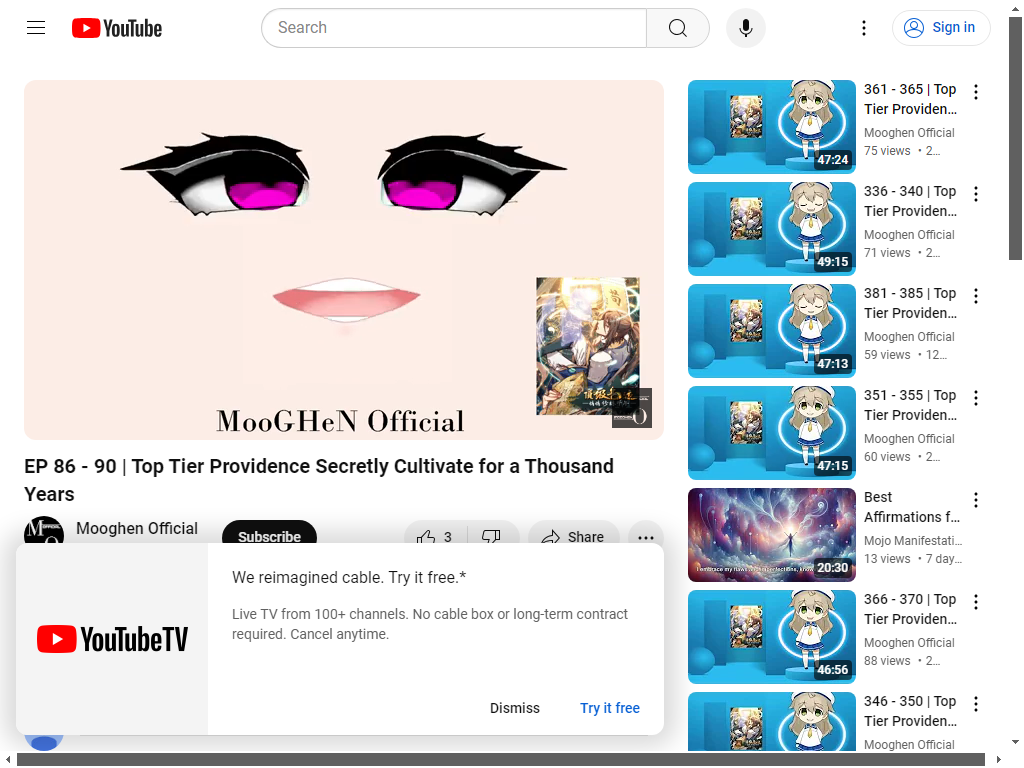 YouTube
Search
Sign in
MooGHeN Official
EP 86 - 90 | Top Tier Providence Secretly Cultivate for a Thousand
Years
Mooghen Official
Subscribe
3
Share
YouTubeTV
We reimagined cable. Try it free.*
Live TV from 100+ channels. No cable box or long-term contract
required. Cancel anytime.
Dismiss
Try it free
361 - 365 | Top
Tier Providen…
Mooghen Official
75 views • 2…
47:24
336 - 340 | Top
Tier Providen…
Mooghen Official
71 views • 2…
49:15
381 - 385 | Top
Tier Providen…
Mooghen Official
59 views • 12…
47:13
351 - 355 | Top
Tier Providen…
Mooghen Official
60 views • 2…
47:15
Best
Affirmations f…
Mojo Manifestati…
13 views • 7 day…
20:30
366 - 370 | Top
Tier Providen…
Mooghen Official
88 views • 2…
46:56
346 - 350 | Top
Tier Providen…
Mooghen Official